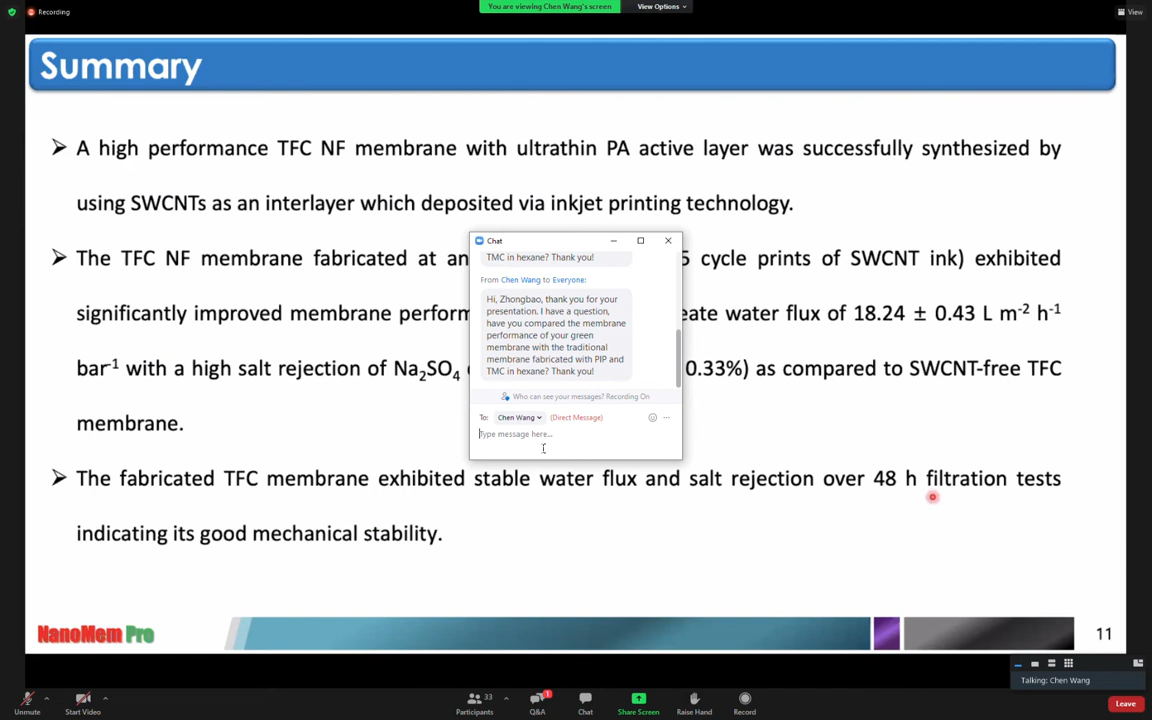 Recording
You are viewing Chen Wang's screen
View Options
View
Summary
➢ A high performance TFC NF membrane with ultrathin PA active layer was successfully synthesized by
using SWCNTs as an interlayer which deposited via inkjet printing technology.
➢ The TFC NF membrane fabricated at an
5 cycle prints of SWCNT ink) exhibited
significantly improved membrane perform
eate water flux of 18.24 ± 0.43 L m-2 h-1
bar-1 with a high salt rejection of Na2SO4
0.33%) as compared to SWCNT-free TFC
membrane.
➢ The fabricated TFC membrane exhibited stable water flux and salt rejection over 48 h filtration tests
indicating its good mechanical stability.
Chat
TMC in hexane? Thank you!
From Chen Wang to Everyone:
Hi, Zhongbao, thank you for your
presentation. I have a question,
have you compared the membrane
performance of your green
membrane with the traditional
membrane fabricated with PIP and
TMC in hexane? Thank you!
Who can see your messages? Recording On
To: Chen Wang (Direct Message)
Type message here...
NanoMem Pro
11
Talking: Chen Wang
Unmute
Start Video
33
Participants
1
Q&A
Chat
Share Screen
Raise Hand
Record
Leave